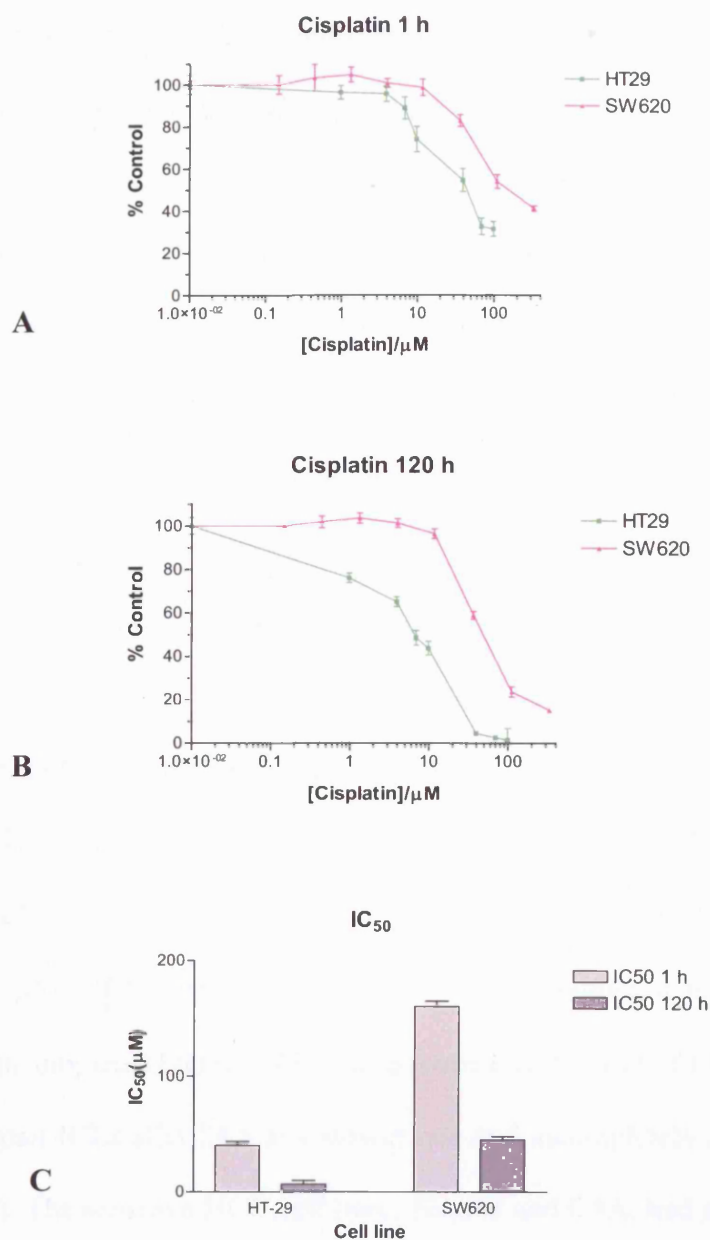 Cisplatin 1 h
HT29
SW620
100
80
60
40
20
0
% Control
1.0×10⁻⁰²
0.1
1
10
100
[Cisplatin]/μM
A
Cisplatin 120 h
HT29
SW620
100
80
60
40
20
0
% Control
1.0×10⁻⁰²
0.1
1
10
100
[Cisplatin]/μM
B
IC₅₀
IC50 1 h
IC50 120 h
200
100
0
IC₅₀(μM)
HT-29
SW620
Cell line
C